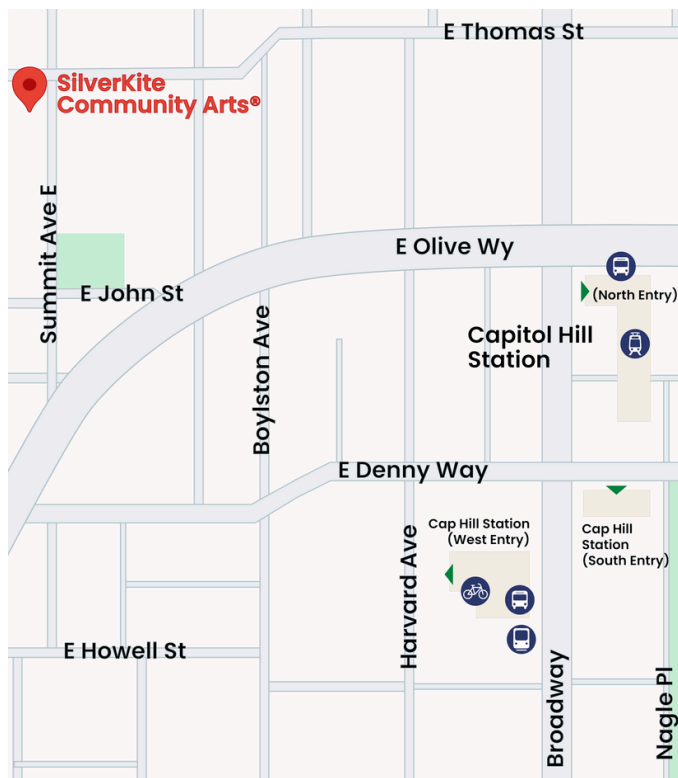 E Thomas St
SilverKite
Community Arts®
Summit Ave E
E Olive Wy
(North Entry)
E John St
Capitol Hill
Station
Boylston Ave
E Denny Way
Cap Hill Station
(West Entry)
Cap Hill
Station
(South Entry)
Harvard Ave
E Howell St
Broadway
Nagle Pl